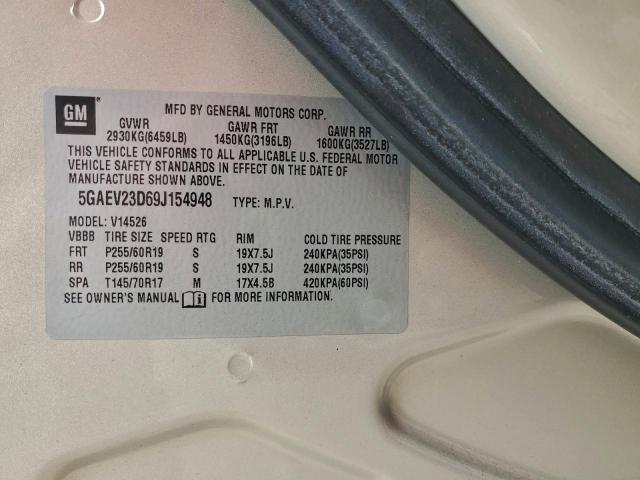 GM
MFD BY GENERAL MOTORS CORP.
GVWR GAWR FRT GAWR RR
2930KG(6459LB) 1450KG(3196LB) 1600KG(3527LB)
THIS VEHICLE CONFORMS TO ALL APPLICABLE U.S. FEDERAL MOTOR
VEHICLE SAFETY STANDARDS IN EFFECT ON THE DATE OF
MANUFACTURE SHOWN ABOVE.
5GAEV23D69J154948 TYPE: M.P.V.
MODEL: V14526
VBBB TIRE SIZE SPEED RTG RIM COLD TIRE PRESSURE
FRT P255/60R19 S 19X7.5J 240KPA(35PSI)
RR P255/60R19 S 19X7.5J 240KPA(35PSI)
SPA T145/70R17 M 17X4.5B 420KPA(60PSI)
SEE OWNER'S MANUAL FOR MORE INFORMATION.